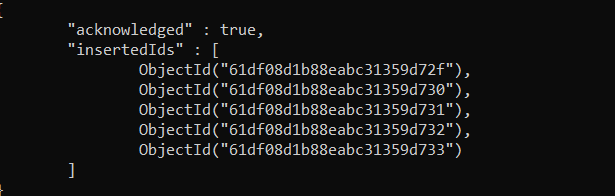 {
"acknowledged" : true,
"insertedIds" : [
ObjectId("61df08d1b88eabc31359d72f"),
ObjectId("61df08d1b88eabc31359d730"),
ObjectId("61df08d1b88eabc31359d731"),
ObjectId("61df08d1b88eabc31359d732"),
ObjectId("61df08d1b88eabc31359d733")
]
}